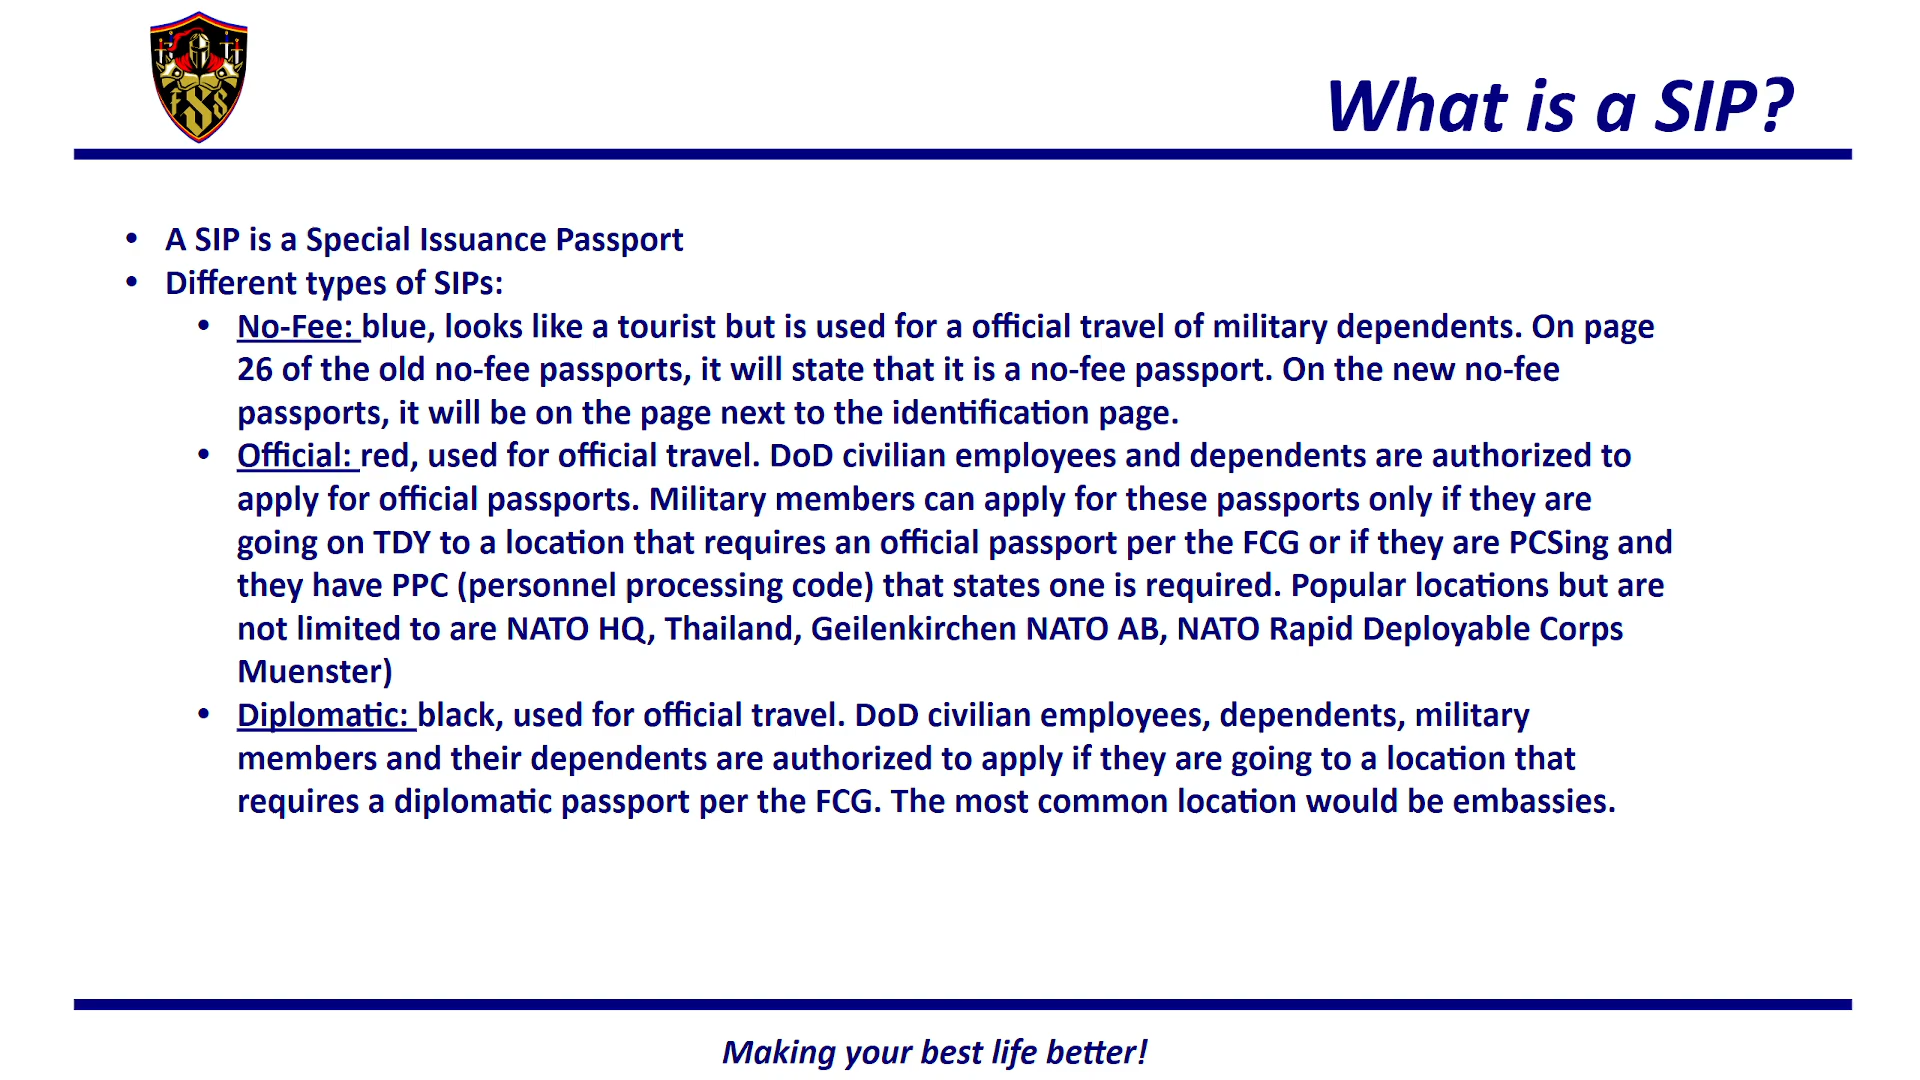 What is a SIP?
• A SIP is a Special Issuance Passport
• Different types of SIPs:
• No-Fee: blue, looks like a tourist but is used for a official travel of military dependents. On page
26 of the old no-fee passports, it will state that it is a no-fee passport. On the new no-fee
passports, it will be on the page next to the identification page.
• Official: red, used for official travel. DoD civilian employees and dependents are authorized to
apply for official passports. Military members can apply for these passports only if they are
going on TDY to a location that requires an official passport per the FCG or if they are PCSing and
they have PPC (personnel processing code) that states one is required. Popular locations but are
not limited to are NATO HQ, Thailand, Geilenkirchen NATO AB, NATO Rapid Deployable Corps
Muenster)
• Diplomatic: black, used for official travel. DoD civilian employees, dependents, military
members and their dependents are authorized to apply if they are going to a location that
requires a diplomatic passport per the FCG. The most common location would be embassies.
Making your best life better!